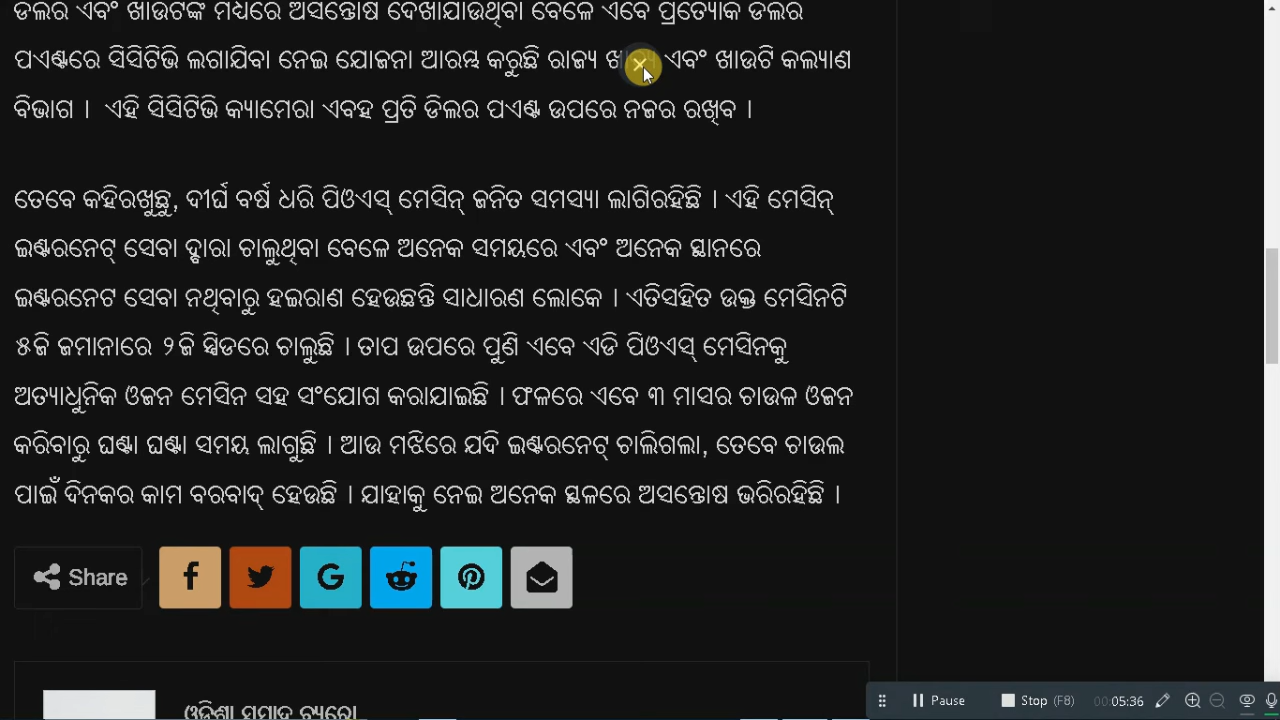 ଡିଲର ଏବଂ ଖାଉଟିଙ୍କ ମଧ୍ୟରେ ଅସନ୍ତୋଷ ଦେଖାଯାଉଥିବା ବେଳେ ଏବେ ପ୍ରତ୍ୟେକ ଡିଲର
ପଏଣ୍ଟରେ ସିସିଟିଭି ଲଗାଯିବା ନେଇ ଯୋଜନା ଆରମ୍ଭ କରୁଛି ରାଜ୍ୟ ଏବଂ ଖାଉଟି କଲ୍ୟାଣ
ବିଭାଗ । ଏହି ସିସିଟିଭି କ୍ୟାମେରା ଏବହ ପ୍ରତି ଡିଲର ପଏଣ୍ଟ ଉପରେ ନଜର ରଖିବ ।
ତେବେ କହିରଖୁଛୁ, ଦୀର୍ଘ ବର୍ଷ ଧରି ପିଓଏସ୍ ମେସିନ୍ ଜନିତ ସମସ୍ୟା ଲାଗିରହିଛି । ଏହି ମେସିନ୍
ଇଣ୍ଟରନେଟ୍ ସେବା ଦ୍ବାରା ଚାଲୁଥିବା ବେଳେ ଅନେକ ସମୟରେ ଏବଂ ଅନେକ ସ୍ଥାନରେ
ଇଣ୍ଟରନେଟ ସେବା ନଥିବାରୁ ହଇରାଣ ହେଉଛନ୍ତି ସାଧାରଣ ଲୋକେ । ଏତିସହିତ ଉକ୍ତ ମେସିନଟି
୫ଜି ଜମାନାରେ ୨ଜି ସ୍ପିଡରେ ଚାଲୁଛି । ତାପ ଉପରେ ପୁଣି ଏବେ ଏଡି ପିଓଏସ୍ ମେସିନକୁ
ଅତ୍ୟାଧୁନିକ ଓଜନ ମେସିନ ସହ ସଂଯୋଗ କରାଯାଇଛି । ଫଳରେ ଏବେ ୩ ମାସର ଚାଉଳ ଓଜନ
କରିବାରୁ ଘଣ୍ଟା ଘଣ୍ଟା ସମୟ ଲାଗୁଛି । ଆଉ ମଝିରେ ଯଦି ଇଣ୍ଟରନେଟ୍ ଚାଲିଗଲା, ତେବେ ଚାଉଲ
ପାଇଁ ଦିନକର କାମ ବରବାଦ୍ ହେଉଛି । ଯାହାକୁ ନେଇ ଅନେକ ସ୍ଥଳରେ ଅସନ୍ତୋଷ ଭରିରହିଛି ।
Share
Pause Stop (F8) 00:05:36